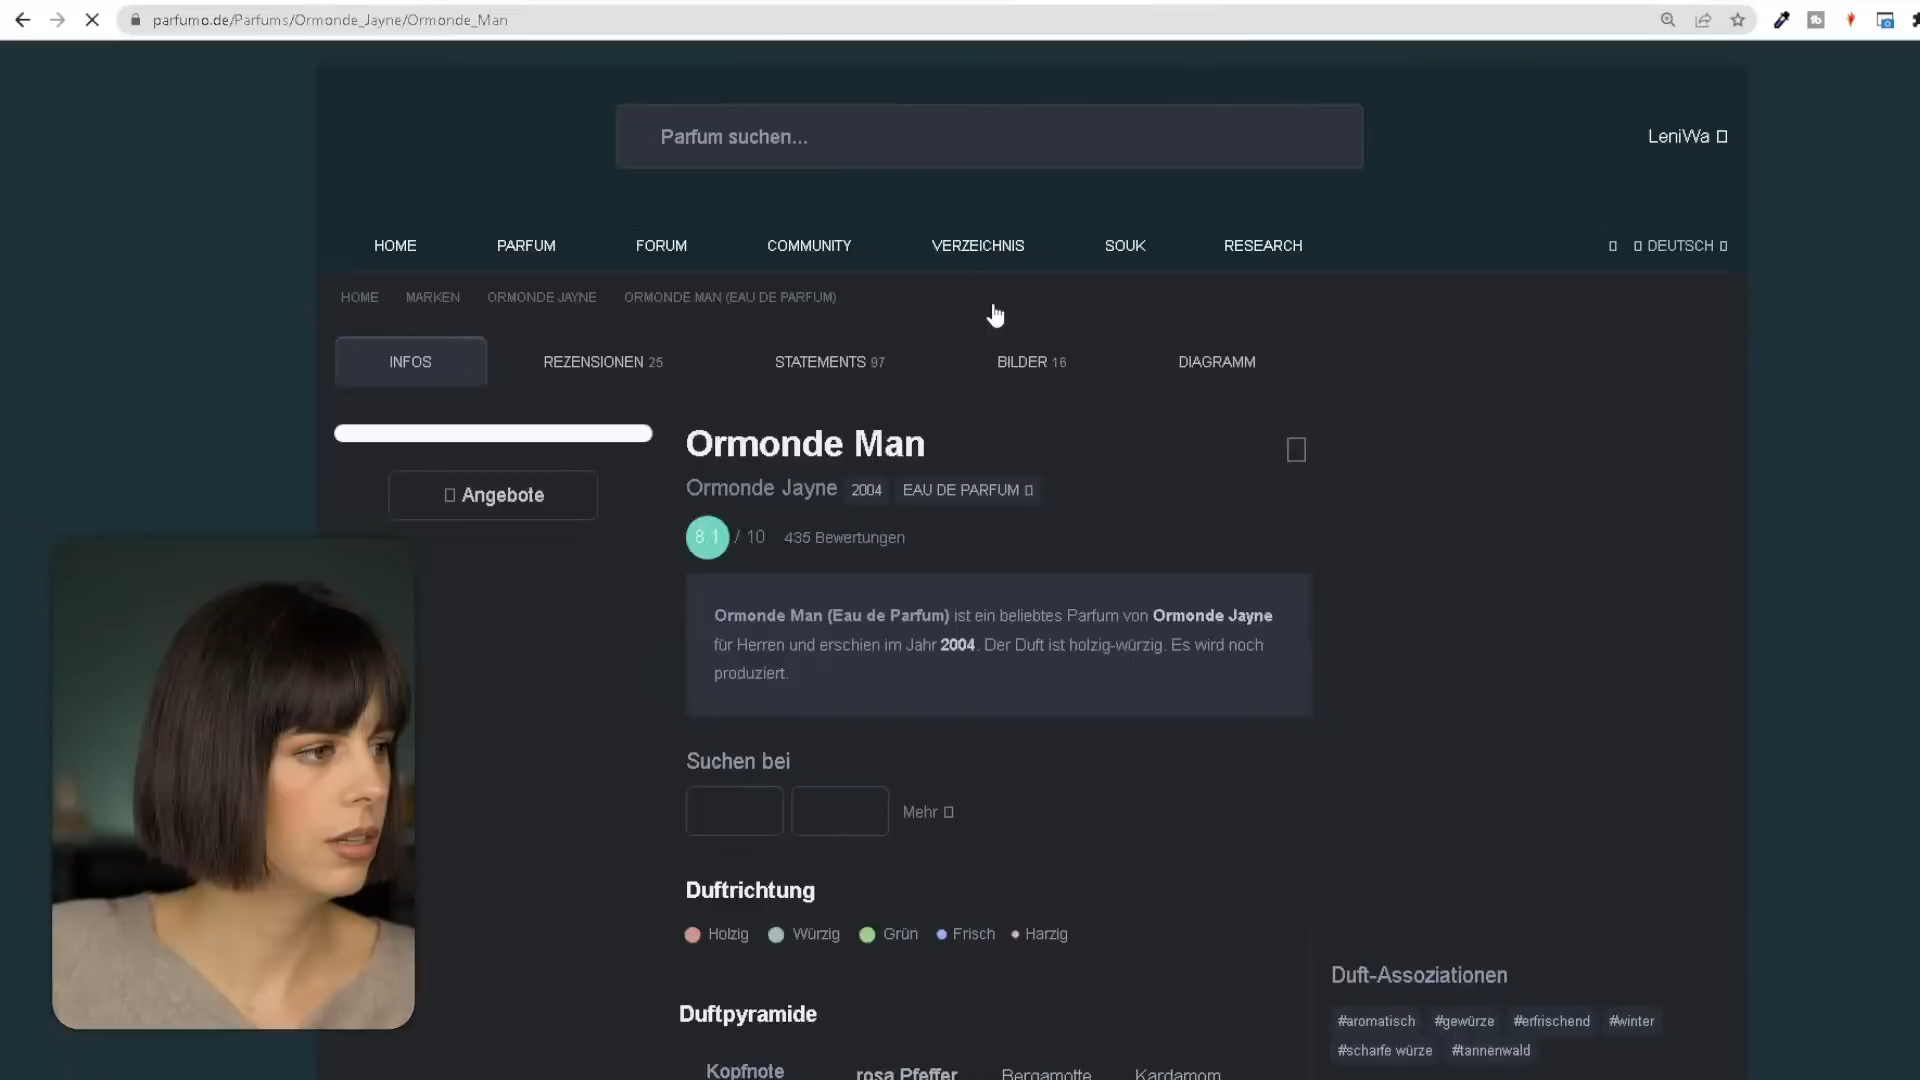 parfumo.de/Parfums/Ormonde_Jayne/Ormonde_Man
Parfum suchen...
LeniWa
HOME PARFUM FORUM COMMUNITY VERZEICHNIS SOUK RESEARCH DEUTSCH
HOME MARKEN ORMONDE JAYNE ORMONDE MAN (EAU DE PARFUM)
INFOS REZENSIONEN 25 STATEMENTS 97 BILDER 16 DIAGRAMM
Angebote
Ormonde Man
Ormonde Jayne 2004 EAU DE PARFUM
8.1 / 10 435 Bewertungen
Ormonde Man (Eau de Parfum) ist ein beliebtes Parfum von Ormonde Jayne
für Herren und erschien im Jahr 2004. Der Duft ist holzig-würzig. Es wird noch
produziert.
Suchen bei
Mehr
Duftrichtung
Holzig Würzig Grün Frisch Harzig
Duftpyramide
Kopfnote rosa Pfeffer Bergamotte Kardamom
Duft-Assoziationen
#aromatisch #gewürze #erfrischend #winter
#scharfe würze #tannenwald